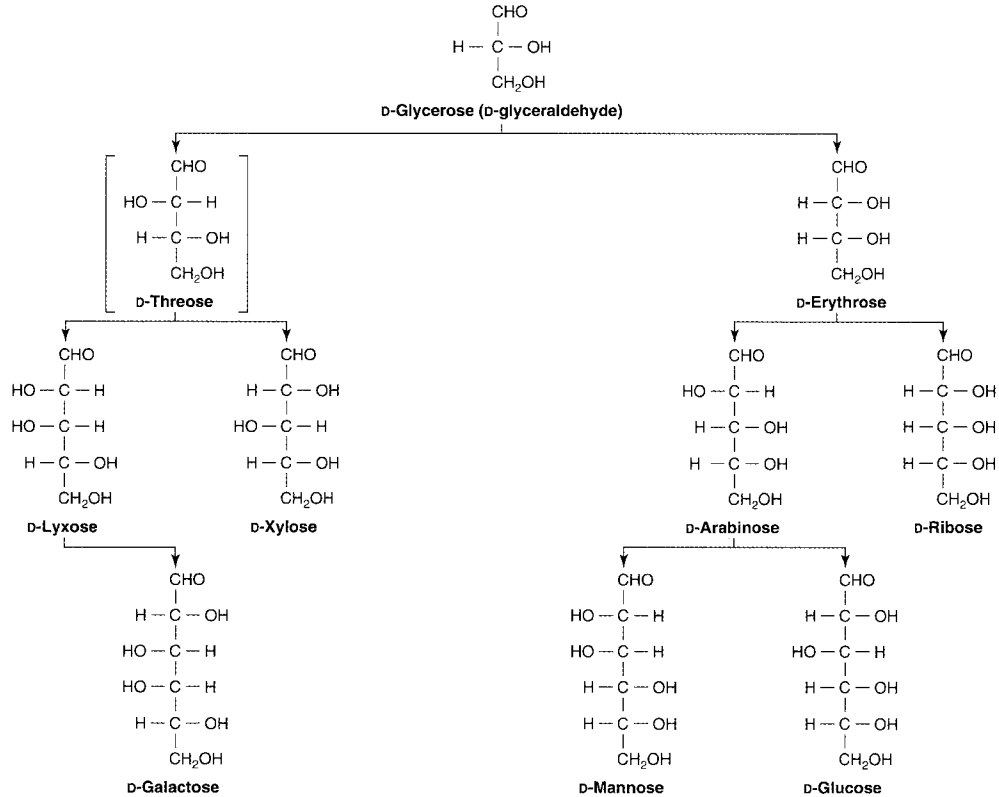 CHO
H — C — OH
CH₂OH
D-Glycerose (D-glyceraldehyde)
CHO
HO — C — H
H — C — OH
CH₂OH
D-Threose
CHO
H — C — OH
H — C — OH
CH₂OH
D-Erythrose
CHO
HO — C — H
HO — C — H
H — C — OH
CH₂OH
D-Lyxose
CHO
H — C — OH
HO — C — H
H — C — OH
CH₂OH
D-Xylose
CHO
HO — C — H
H — C — OH
H C — OH
CH₂OH
D-Arabinose
CHO
H — C — OH
H — C — OH
H — C — OH
CH₂OH
D-Ribose
CHO
H — C — OH
HO — C — H
HO — C — H
H — C — OH
CH₂OH
D-Galactose
CHO
HO — C — H
HO — C — H
H — C — OH
H — C — OH
CH₂OH
D-Mannose
CHO
H — C — OH
HO — C — H
H — C — OH
H — C — OH
CH₂OH
D-Glucose